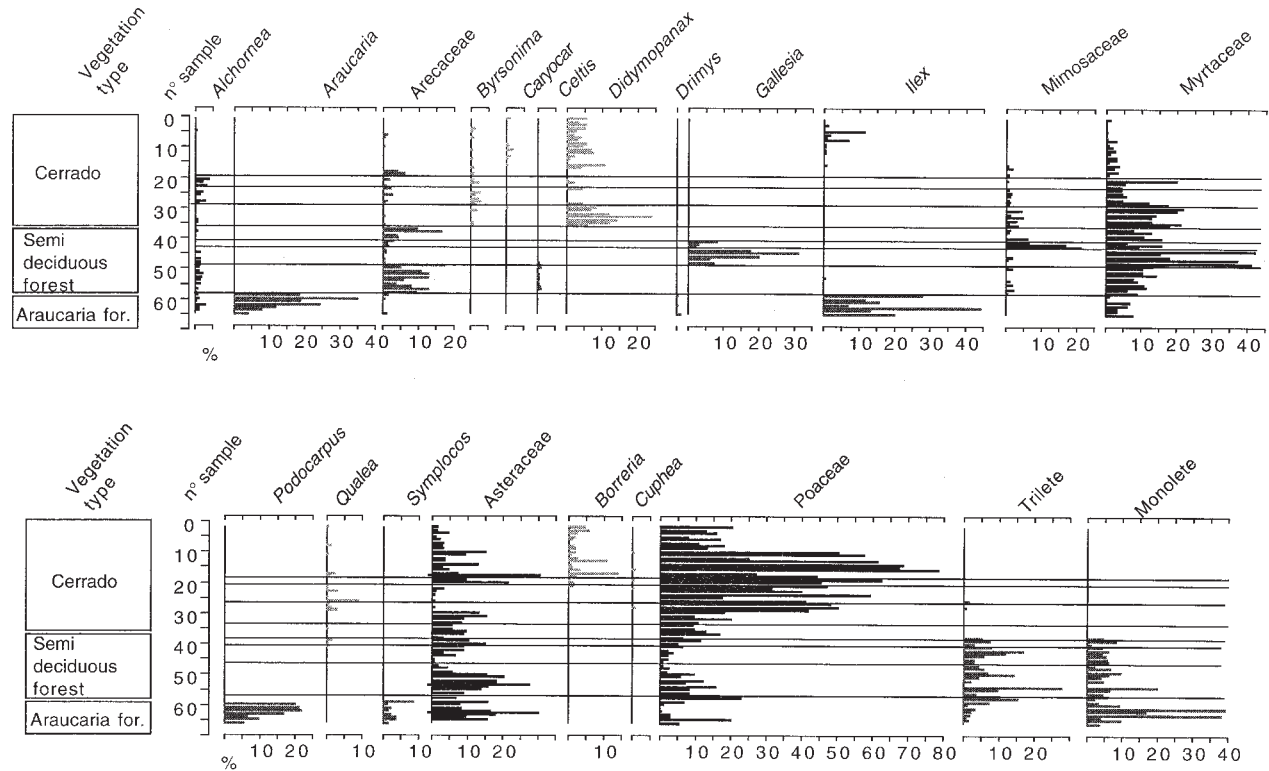 Vegetation type
n° sample
Alchornea
Araucaria
Arecaceae
Byrsonima
Caryocar
Celtis
Didymopanax
Drimys
Gallesia
Ilex
Mimosaceae
Myrtaceae
Cerrado
Semi deciduous forest
Araucaria for.
0
10
20
30
40
50
60
%
10 20 30 40
10 20
10 20
10 20 30
10 20 30 40
10 20
10 20 30 40
Vegetation type
n° sample
Podocarpus
Qualea
Symplocos
Asteraceae
Borreria
Cuphea
Poaceae
Trilete
Monolete
Cerrado
Semi deciduous forest
Araucaria for.
0
10
20
30
40
50
60
%
10 20
10
10
10 20 30
10
10 20 30 40 50 60 70 80
10 20
10 20 30 40